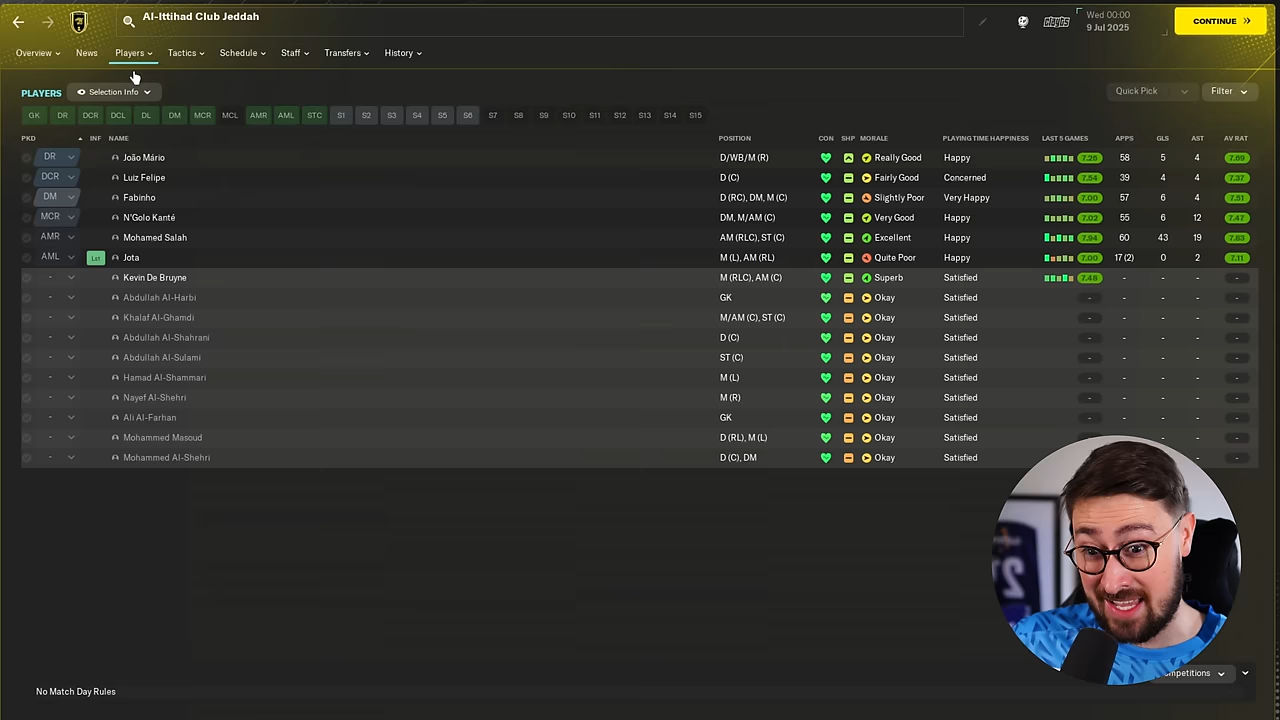 Al-Ittihad Club Jeddah
Wed 00:00
9 Jul 2025
CONTINUE
Overview News Players Tactics Schedule Staff Transfers History
PLAYERS Selection Info Quick Pick Filter
GK DR DCR DCL DL DM MCR MCL AMR AML STC S1 S2 S3 S4 S5 S6 S7 S8 S9 S10 S11 S12 S13 S14 S15
PKD INF NAME POSITION CON SHP MORALE PLAYING TIME HAPPINESS LAST 5 GAMES APPS GLS AST AV RAT
DR João Mário D/WB/M (R) Really Good Happy 7.26 58 5 4 7.69
DCR Luiz Felipe D (C) Fairly Good Concerned 7.54 39 4 4 7.37
DM Fabinho D (RC), DM, M (C) Slightly Poor Very Happy 7.00 57 6 4 7.51
MCR N'Golo Kanté DM, M/AM (C) Very Good Happy 7.02 55 6 12 7.47
AMR Mohamed Salah AM (RLC), ST (C) Excellent Happy 7.94 60 43 19 7.83
AML Lst Jota M (L), AM (RL) Quite Poor Happy 7.00 17 (2) 0 2 7.11
- Kevin De Bruyne M (RLC), AM (C) Superb Satisfied 7.48 - - - -
- Abdullah Al-Harbi GK Okay Satisfied - - - - -
- Khalaf Al-Ghamdi M/AM (C), ST (C) Okay Satisfied - - - - -
- Abdullah Al-Shahrani D (C) Okay Satisfied - - - - -
- Abdullah Al-Sulami ST (C) Okay Satisfied - - - - -
- Hamad Al-Shammari M (L) Okay Satisfied - - - - -
- Nayef Al-Shehri M (R) Okay Satisfied - - - - -
- Ali Al-Farhan GK Okay Satisfied - - - - -
- Mohammed Masoud D (RL), M (L) Okay Satisfied - - -
- Mohammed Al-Shehri D (C), DM Okay Satisfied -
No Match Day Rules